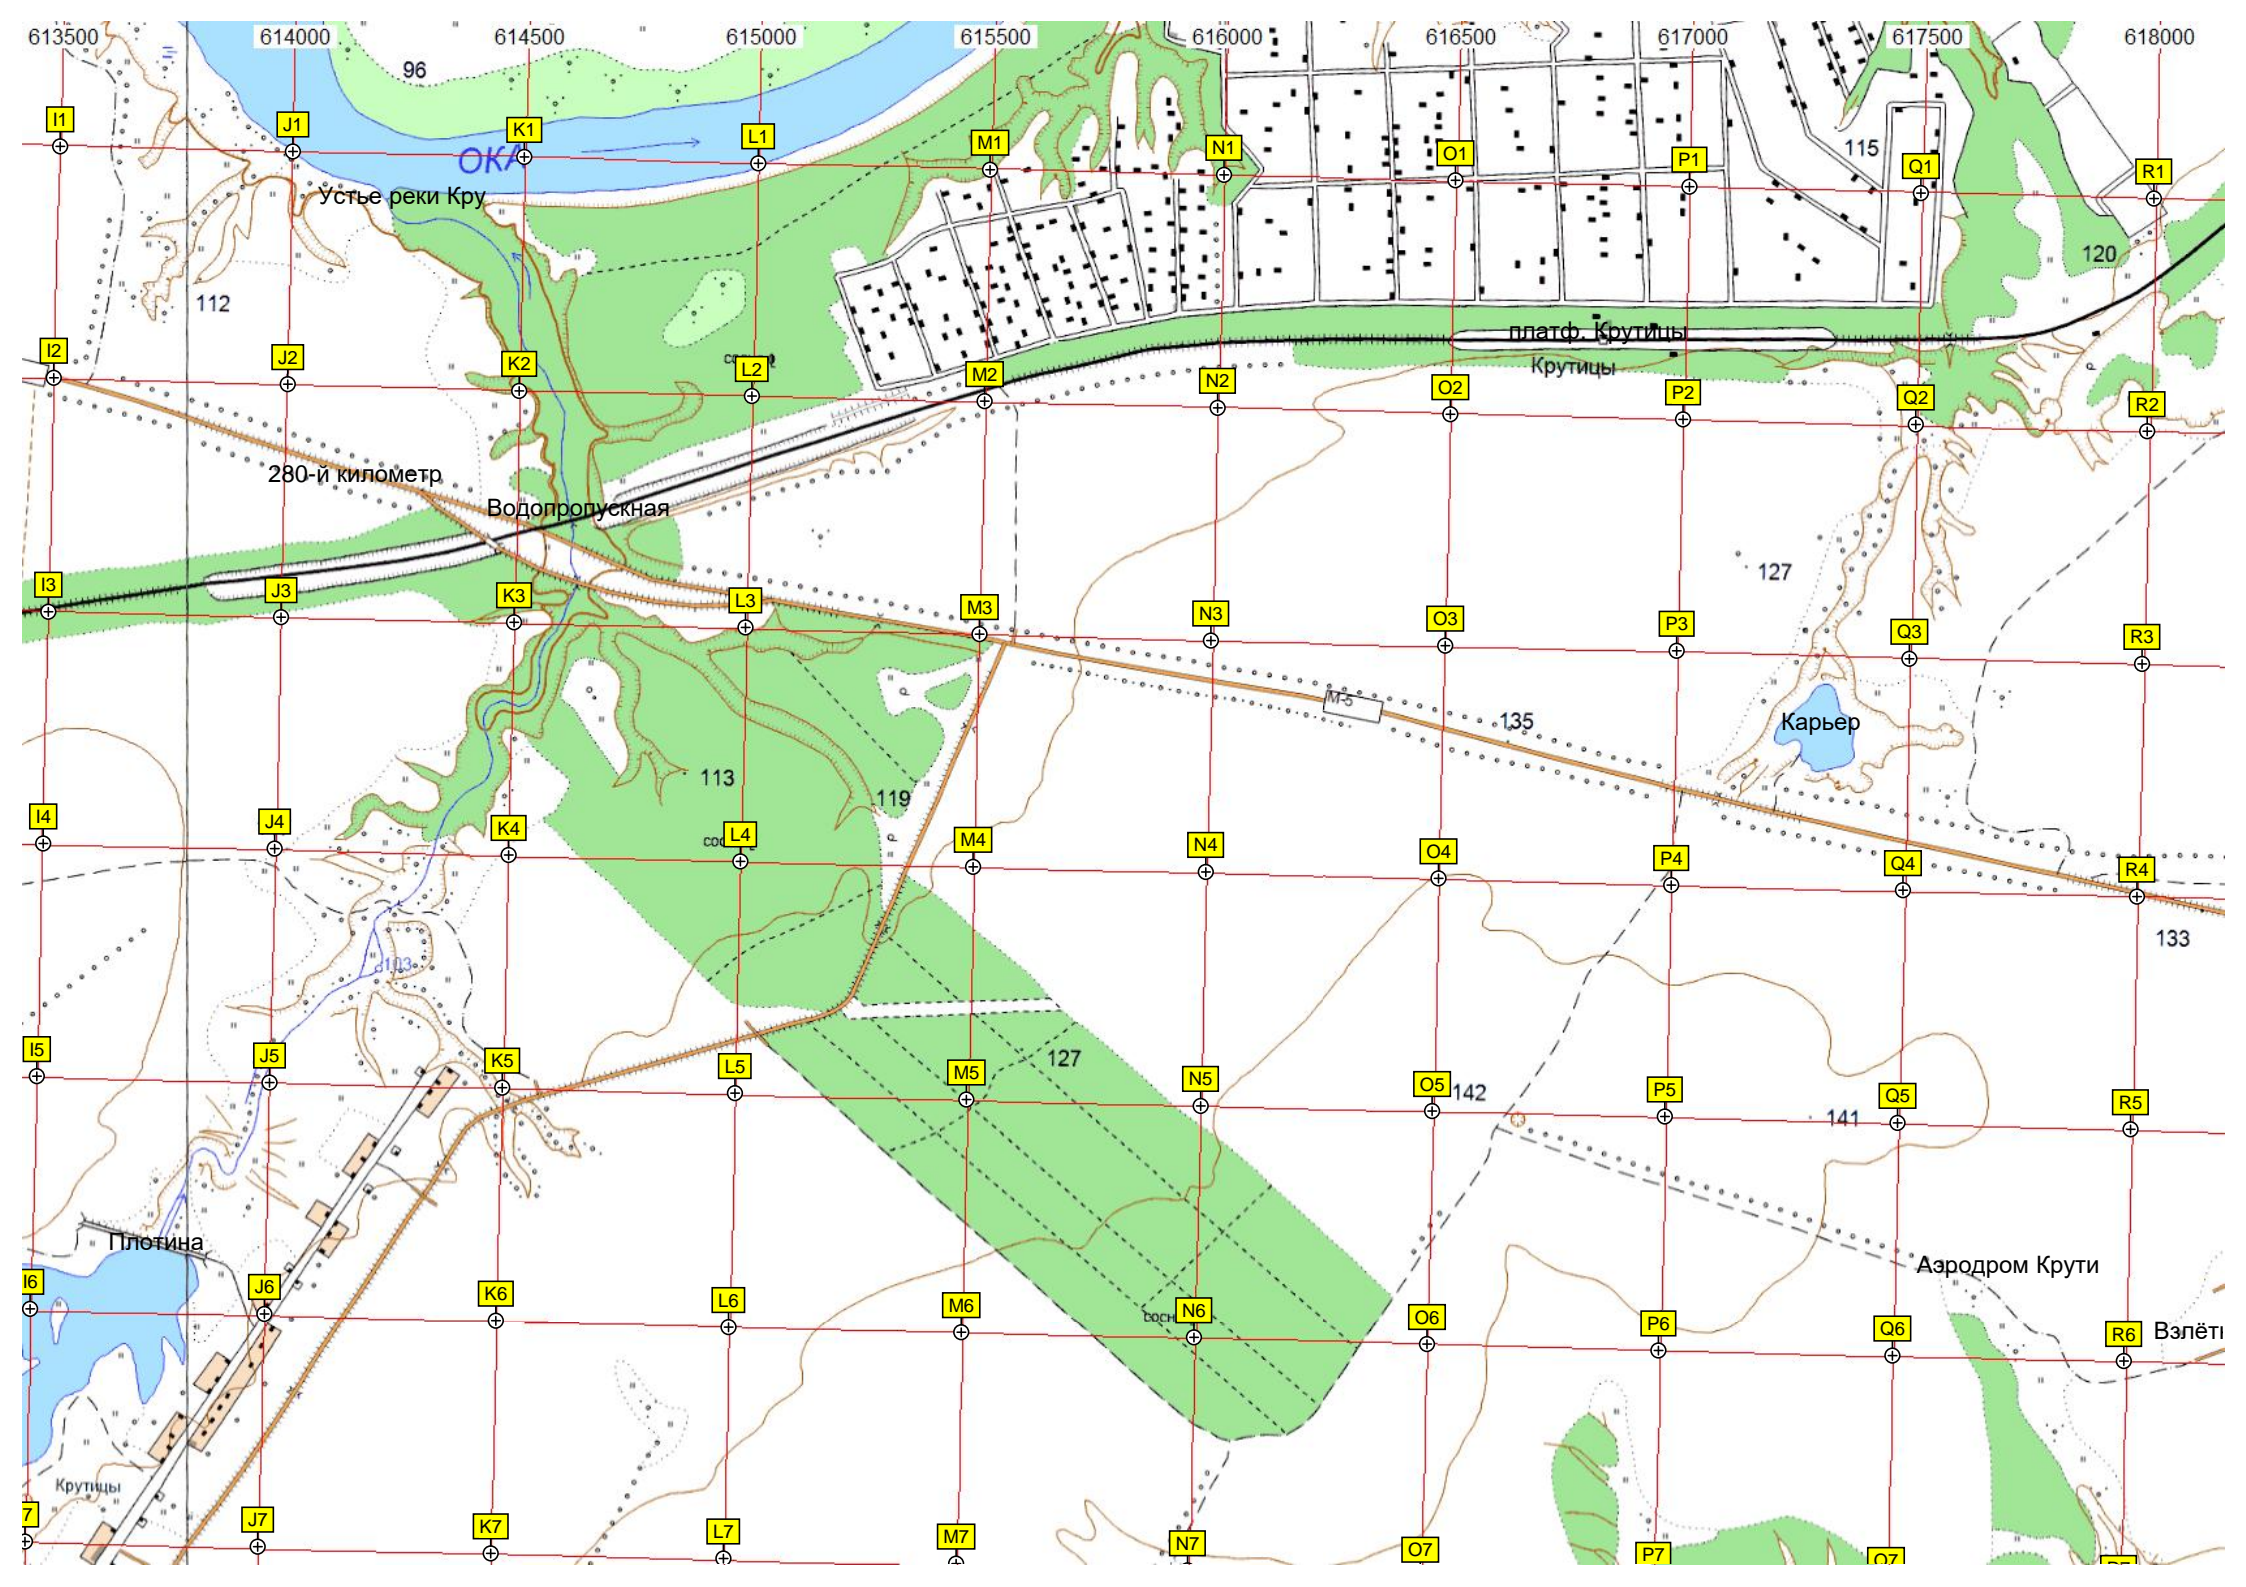 613500 614000 614500 615000 615500 616000 616500 617000 617500 618000
96
I1 J1 K1 L1 M1 N1 O1 P1 Q1 R1
115
ОКА
Устье реки Кру
120
112
платф. Крутицы
Крутицы
I2 J2 K2 L2 M2 N2 O2 P2 Q2 R2
280-й километр
Водопропускная
127
I3 J3 K3 L3 M3 N3 O3 P3 Q3 R3
М-5
135
Карьер
113
119
I4 J4 K4 L4 M4 N4 O4 P4 Q4 R4
133
103
127
I5 J5 K5 L5 M5 N5 O5 P5 Q5 R5
142
141
Плотина
Аэродром Крути
I6 J6 K6 L6 M6 N6 O6 P6 Q6 R6
сосн
Взлёт
Крутицы
7 J7 K7 L7 M7 N7 O7 P7 Q7